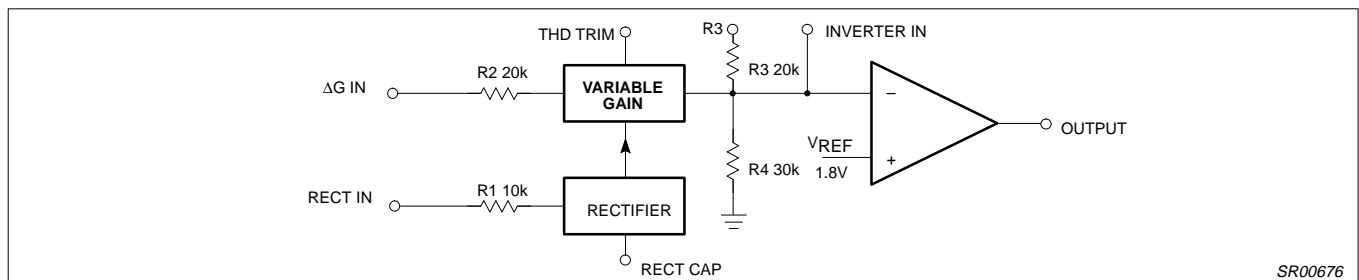 THD TRIM
R3
INVERTER IN
R2 20k
R3 20k
∆G IN
VARIABLE
GAIN
−
OUTPUT
VREF
+
1.8V
R4 30k
R1 10k
RECT IN
RECTIFIER
RECT CAP
SR00676